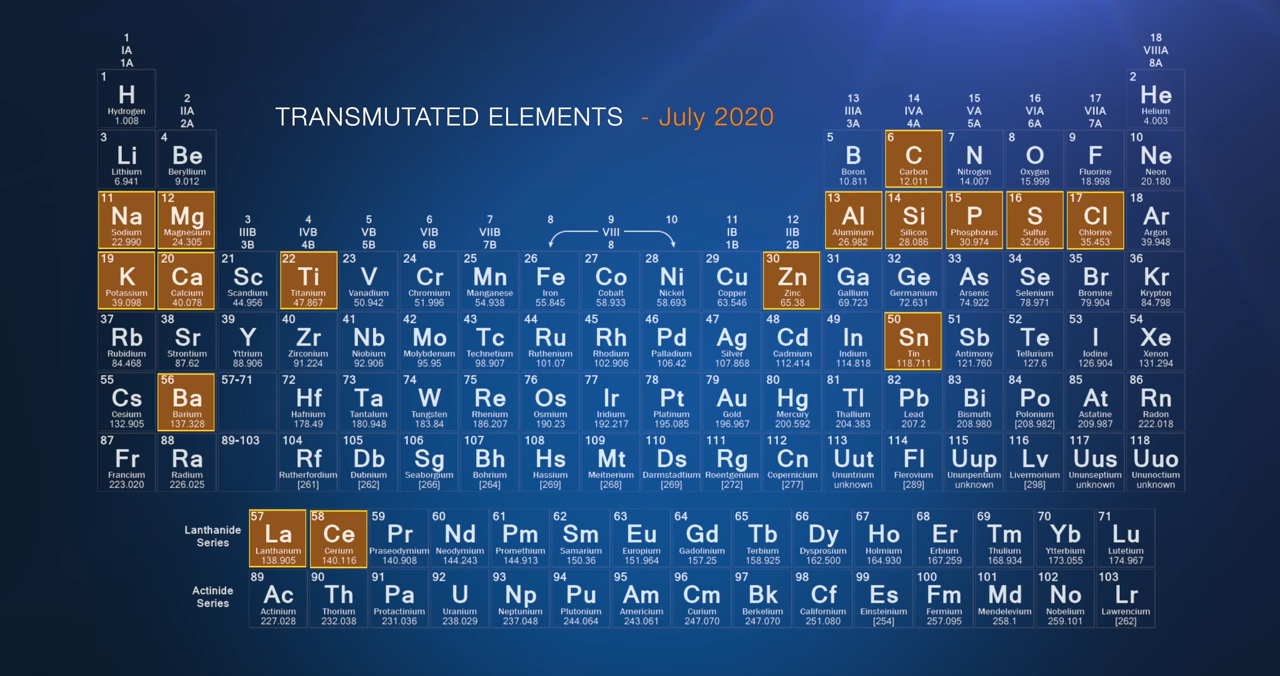 1
IA
1A
18
VIIIA
8A
TRANSMUTATED ELEMENTS - July 2020
1 H Hydrogen 1.008
2
IIA
2A
13
IIIA
3A
14
IVA
4A
15
VA
5A
16
VIA
6A
17
VIIA
7A
2 He Helium 4.003
3 Li Lithium 6.941
4 Be Beryllium 9.012
5 B Boron 10.811
6 C Carbon 12.011
7 N Nitrogen 14.007
8 O Oxygen 15.999
9 F Fluorine 18.998
10 Ne Neon 20.180
11 Na Sodium 22.990
12 Mg Magnesium 24.305
3
IIIB
3B
4
IVB
4B
5
VB
5B
6
VIB
6B
7
VIIB
7B
8 9 10
VIII
8
11
IB
1B
12
IIB
2B
13 Al Aluminum 26.982
14 Si Silicon 28.086
15 P Phosphorus 30.974
16 S Sulfur 32.066
17 Cl Chlorine 35.453
18 Ar Argon 39.948
19 K Potassium 39.098
20 Ca Calcium 40.078
21 Sc Scandium 44.956
22 Ti Titanium 47.867
23 V Vanadium 50.942
24 Cr Chromium 51.996
25 Mn Manganese 54.938
26 Fe Iron 55.845
27 Co Cobalt 58.933
28 Ni Nickel 58.693
29 Cu Copper 63.546
30 Zn Zinc 65.38
31 Ga Gallium 69.723
32 Ge Germanium 72.631
33 As Arsenic 74.922
34 Se Selenium 78.971
35 Br Bromine 79.904
36 Kr Krypton 84.798
37 Rb Rubidium 84.468
38 Sr Strontium 87.62
39 Y Yttrium 88.906
40 Zr Zirconium 91.224
41 Nb Niobium 92.906
42 Mo Molybdenum 95.95
43 Tc Technetium 98.907
44 Ru Ruthenium 101.07
45 Rh Rhodium 102.906
46 Pd Palladium 106.42
47 Ag Silver 107.868
48 Cd Cadmium 112.414
49 In Indium 114.818
50 Sn Tin 118.711
51 Sb Antimony 121.760
52 Te Tellurium 127.6
53 I Iodine 126.904
54 Xe Xenon 131.294
55 Cs Cesium 132.905
56 Ba Barium 137.328
57-71
72 Hf Hafnium 178.49
73 Ta Tantalum 180.948
74 W Tungsten 183.84
75 Re Rhenium 186.207
76 Os Osmium 190.23
77 Ir Iridium 192.217
78 Pt Platinum 195.085
79 Au Gold 196.967
80 Hg Mercury 200.592
81 Tl Thallium 204.383
82 Pb Lead 207.2
83 Bi Bismuth 208.980
84 Po Polonium [208.982]
85 At Astatine 209.987
86 Rn Radon 222.018
87 Fr Francium 223.020
88 Ra Radium 226.025
89-103
104 Rf Rutherfordium [261]
105 Db Dubnium [262]
106 Sg Seaborgium [266]
107 Bh Bohrium [264]
108 Hs Hassium [269]
109 Mt Meitnerium [268]
110 Ds Darmstadtium [269]
111 Rg Roentgenium [272]
112 Cn Copernicium [277]
113 Uut Ununtrium unknown
114 Fl Flerovium [289]
115 Uup Ununpentium unknown
116 Lv Livermorium [298]
117 Uus Ununseptium unknown
118 Uuo Ununoctium unknown
Lanthanide
Series
57 La Lanthanum 138.905
58 Ce Cerium 140.116
59 Pr Praseodymium 140.908
60 Nd Neodymium 144.243
61 Pm Promethium 144.913
62 Sm Samarium 150.36
63 Eu Europium 151.964
64 Gd Gadolinium 157.25
65 Tb Terbium 158.925
66 Dy Dysprosium 162.500
67 Ho Holmium 164.930
68 Er Erbium 167.259
69 Tm Thulium 168.934
70 Yb Ytterbium 173.055
71 Lu Lutetium 174.967
Actinide
Series
89 Ac Actinium 227.028
90 Th Thorium 232.038
91 Pa Protactinium 231.036
92 U Uranium 238.029
93 Np Neptunium 237.048
94 Pu Plutonium 244.064
95 Am Americium 243.061
96 Cm Curium 247.070
97 Bk Berkelium 247.070
98 Cf Californium 251.080
99 Es Einsteinium [254]
100 Fm Fermium 257.095
101 Md Mendelevium 258.1
102 No Nobelium 259.101
103 Lr Lawrencium [262]